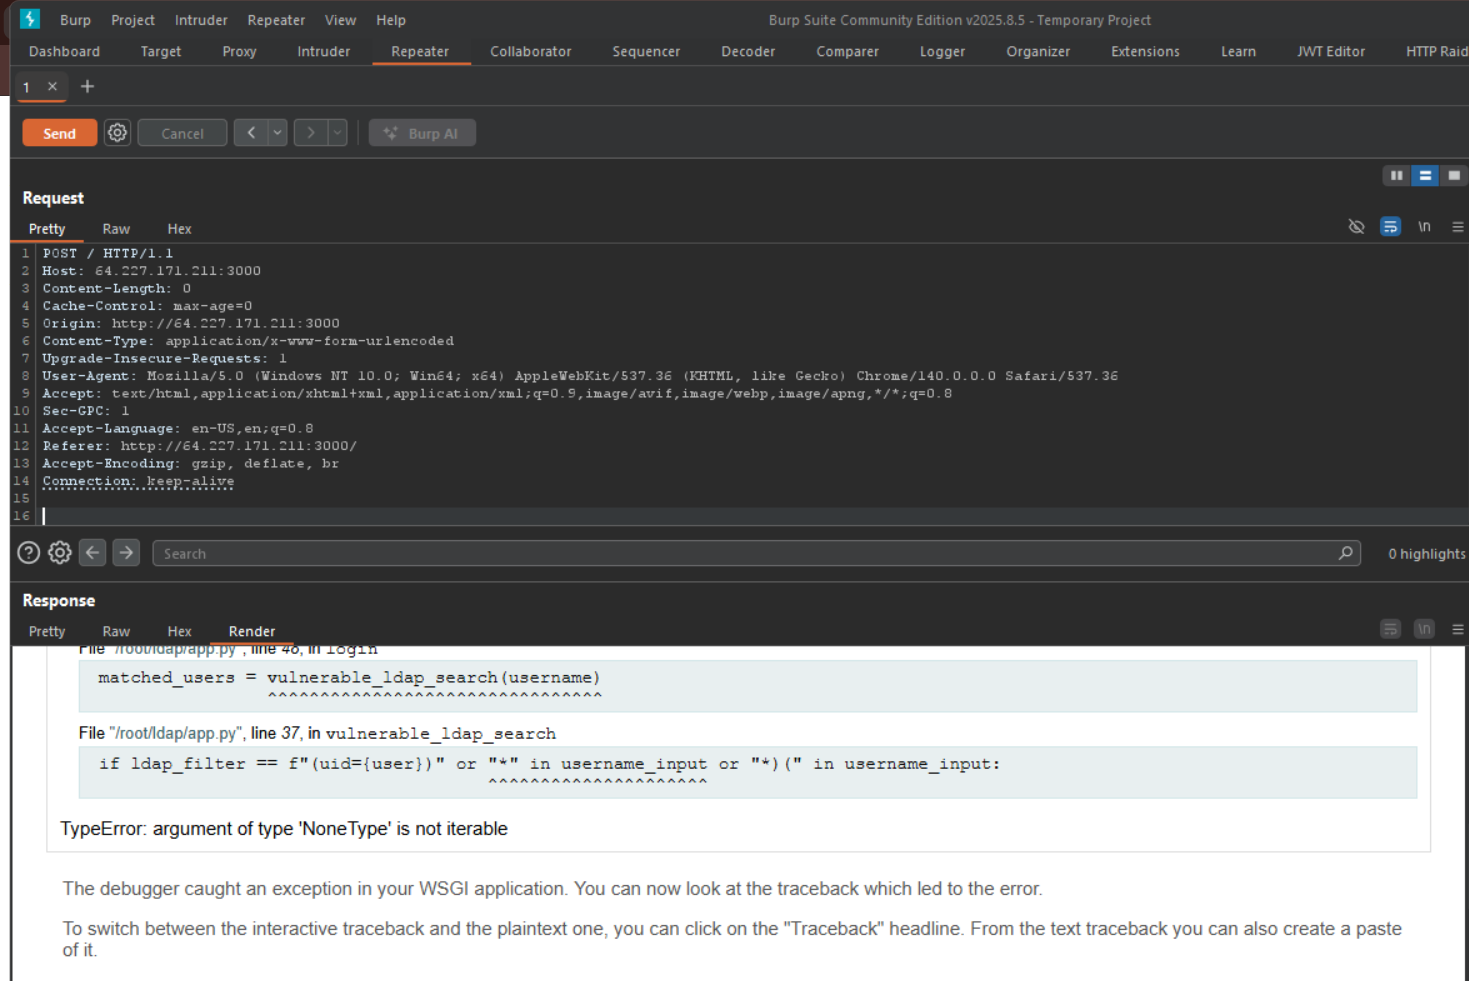 Burp Project Intruder Repeater View Help Burp Suite Community Edition v2025.8.5 - Temporary Project
Dashboard Target Proxy Intruder Repeater Collaborator Sequencer Decoder Comparer Logger Organizer Extensions Learn JWT Editor HTTP Raid
1 × +
Send Cancel < > Burp AI
Request
Pretty Raw Hex \n
1 POST / HTTP/1.1
2 Host: 64.227.171.211:3000
3 Content-Length: 0
4 Cache-Control: max-age=0
5 Origin: http://64.227.171.211:3000
6 Content-Type: application/x-www-form-urlencoded
7 Upgrade-Insecure-Requests: 1
8 User-Agent: Mozilla/5.0 (Windows NT 10.0; Win64; x64) AppleWebKit/537.36 (KHTML, like Gecko) Chrome/140.0.0.0 Safari/537.36
9 Accept: text/html,application/xhtml+xml,application/xml;q=0.9,image/avif,image/webp,image/apng,*/*;q=0.8
10 Sec-GPC: 1
11 Accept-Language: en-US,en;q=0.8
12 Referer: http://64.227.171.211:3000/
13 Accept-Encoding: gzip, deflate, br
14 Connection: keep-alive
15
16
Search 0 highlights
Response
Pretty Raw Hex Render \n
File "/root/ldap/app.py", line 48, in login
matched_users = vulnerable_ldap_search(username)
^^^^^^^^^^^^^^^^^^^^^^^^^^^^^^^^
File "/root/ldap/app.py", line 37, in vulnerable_ldap_search
if ldap_filter == f"(uid={user})" or "*" in username_input or "*)(" in username_input:
^^^^^^^^^^^^^^^^^^^^^
TypeError: argument of type 'NoneType' is not iterable
The debugger caught an exception in your WSGI application. You can now look at the traceback which led to the error.
To switch between the interactive traceback and the plaintext one, you can click on the "Traceback" headline. From the text traceback you can also create a paste
of it.